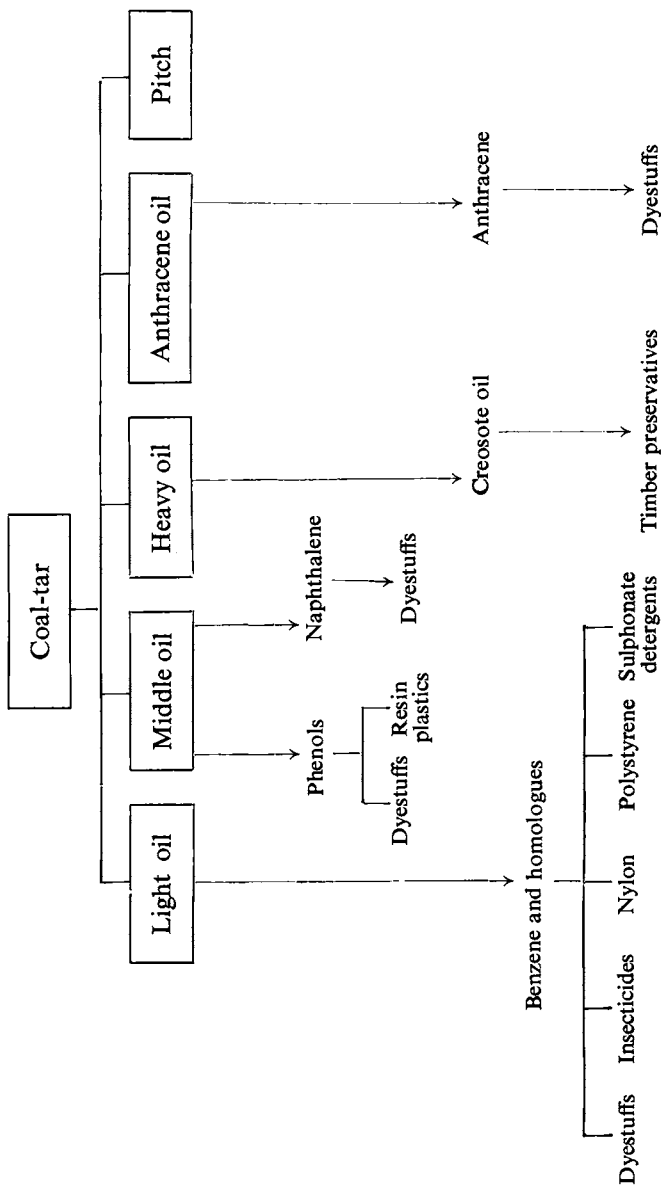 Coal-tar
Light oil
Middle oil
Heavy oil
Anthracene oil
Pitch
Phenols
Naphthalene
Dyestuffs
Resin
plastics
Dyestuffs
Benzene and homologues
Creosote oil
Anthracene
Dyestuffs
Insecticides
Nylon
Polystyrene
Sulphonate
detergents
Timber preservatives
Dyestuffs